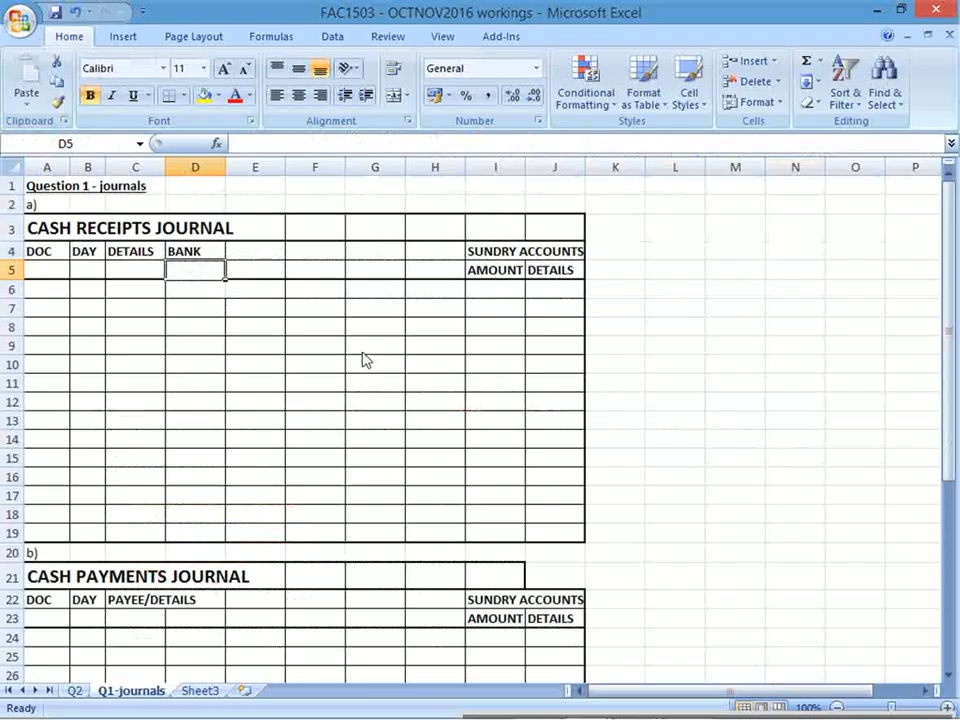 FAC1503 - OCTNOV2016 workings - Microsoft Excel
Home Insert Page Layout Formulas Data Review View Add-Ins
Paste
Calibri 11 A A
B I U A
General
% , .0 .00 .00 .0
Conditional Formatting
Format as Table
Cell Styles
Insert
Delete
Format
Σ
Sort & Filter
Find & Select
Clipboard Font Alignment Number Styles Cells Editing
D5 fx
A B C D E F G H I J K L M N O P
1 Question 1 - journals
2 a)
3 CASH RECEIPTS JOURNAL
4 DOC DAY DETAILS BANK SUNDRY ACCOUNTS
5 AMOUNT DETAILS
6
7
8
9
10
11
12
13
14
15
16
17
18
19
20 b)
21 CASH PAYMENTS JOURNAL
22 DOC DAY PAYEE/DETAILS SUNDRY ACCOUNTS
23 AMOUNT DETAILS
24
25
26
Q2 Q1-journals Sheet3
Ready 100%